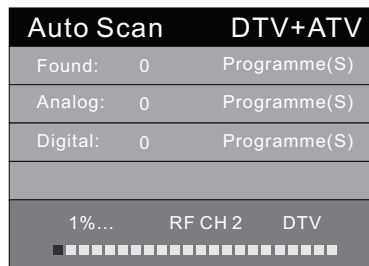 Auto Scan DTV+ATV
Found: 0 Programme(S)
Analog: 0 Programme(S)
Digital: 0 Programme(S)
1%... RF CH 2 DTV